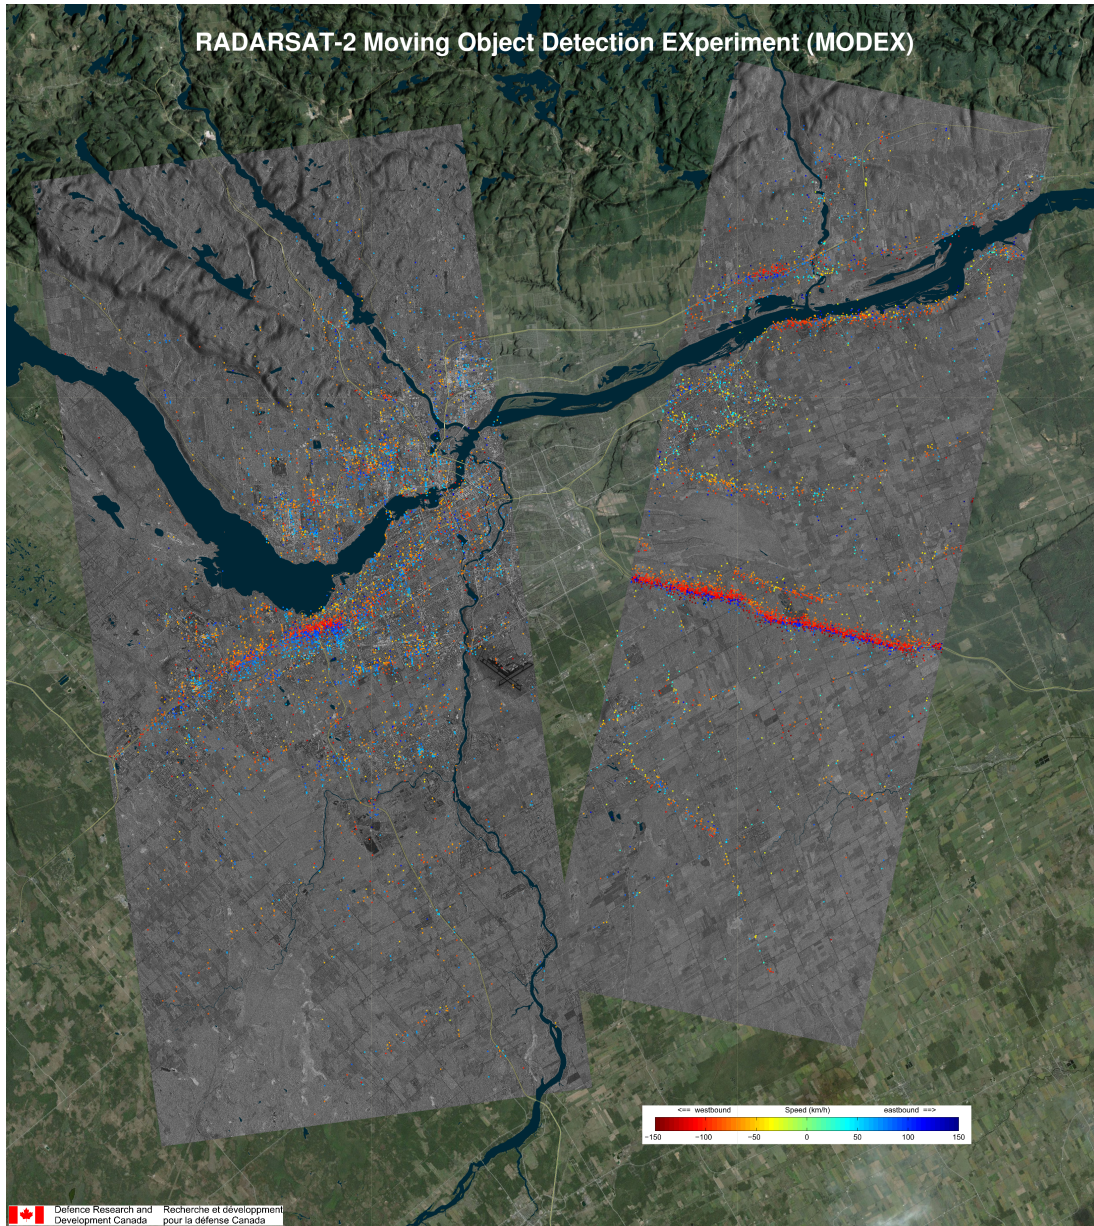 RADARSAT-2 Moving Object Detection EXperiment (MODEX)
<== westbound Speed (km/h) eastbound ==>
−150 −100 −50 0 50 100 150
Defence Research and Development Canada
Recherche et développment pour la défense Canada